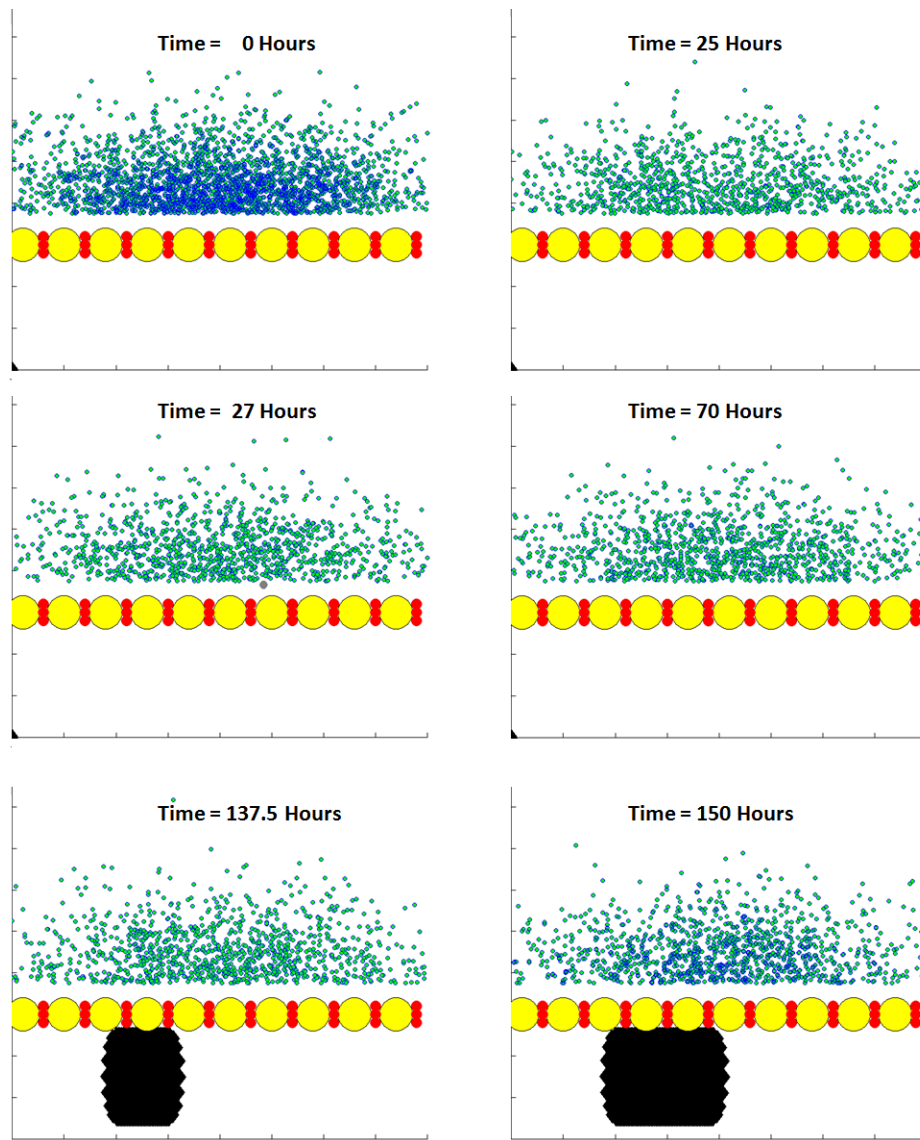 Time = 0 Hours
Time = 25 Hours
Time = 27 Hours
Time = 70 Hours
Time = 137.5 Hours
Time = 150 Hours